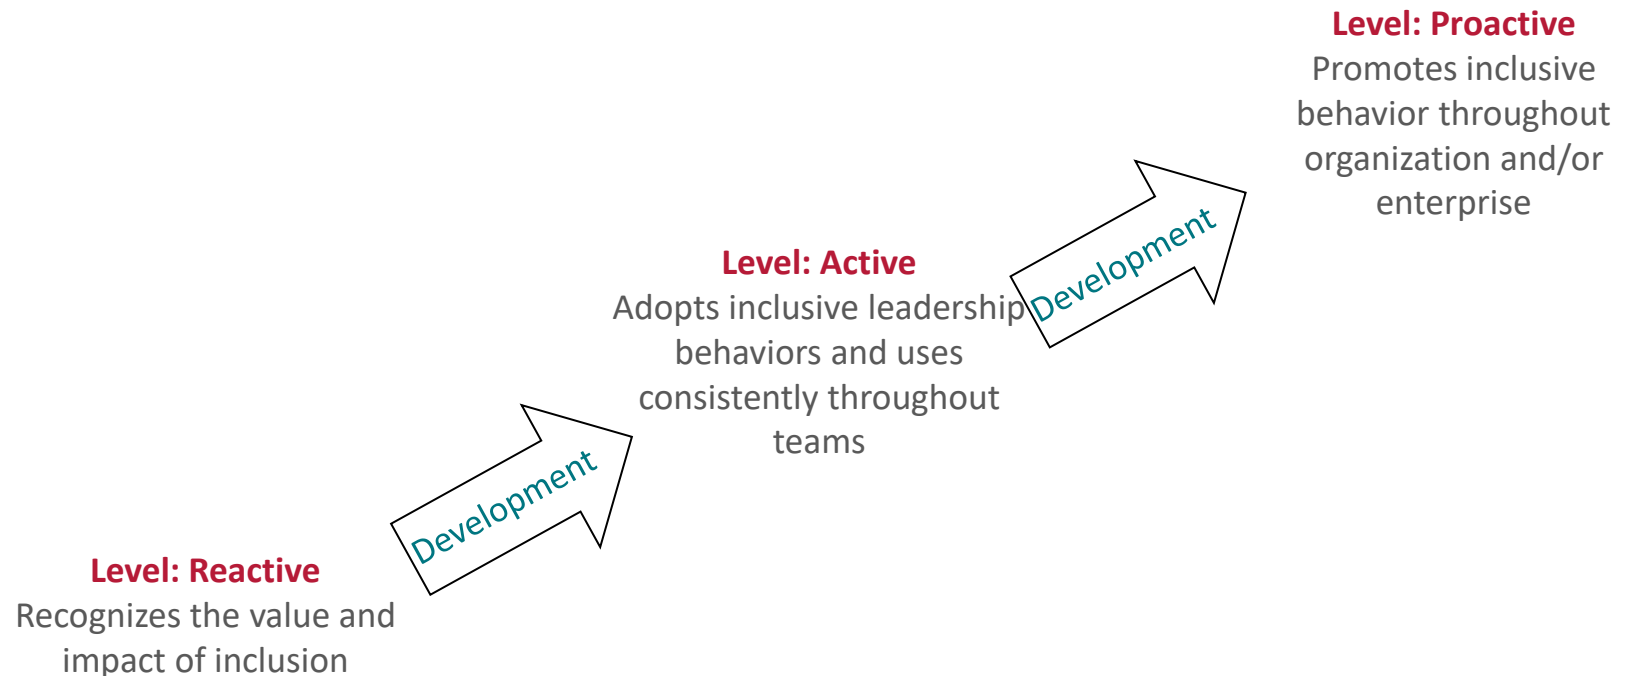 Level: Proactive
Promotes inclusive
behavior throughout
organization and/or
enterprise
Development
Level: Active
Adopts inclusive leadership
behaviors and uses
consistently throughout
teams
Development
Level: Reactive
Recognizes the value and
impact of inclusion